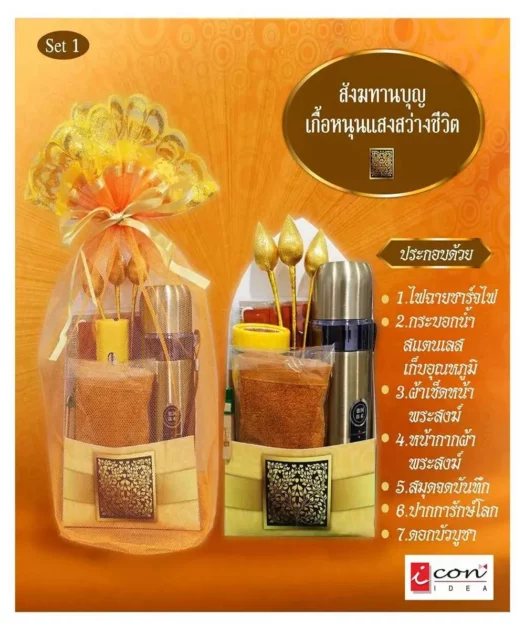 Set 1
สังฆทานบุญ
เกื้อหนุนแสงสว่างชีวิต
ประกอบด้วย
1.ไฟฉายชาร์จไฟ
2.กระบอกน้ำ
สแตนเลส
เก็บอุณหภูมิ
3.ผ้าเช็ดหน้า
พระสงฆ์
4.หน้ากากผ้า
พระสงฆ์
5.สมุดจดบันทึก
6.ปากการักษ์โลก
7.ดอกบัวบูชา
icon
IDEA